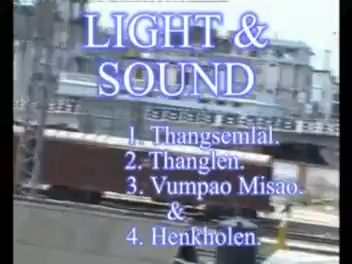 LIGHT &
SOUND
1. Thangsemlal.
2. Thanglen.
3. Vumpao Misao.
&
4. Henkholen.